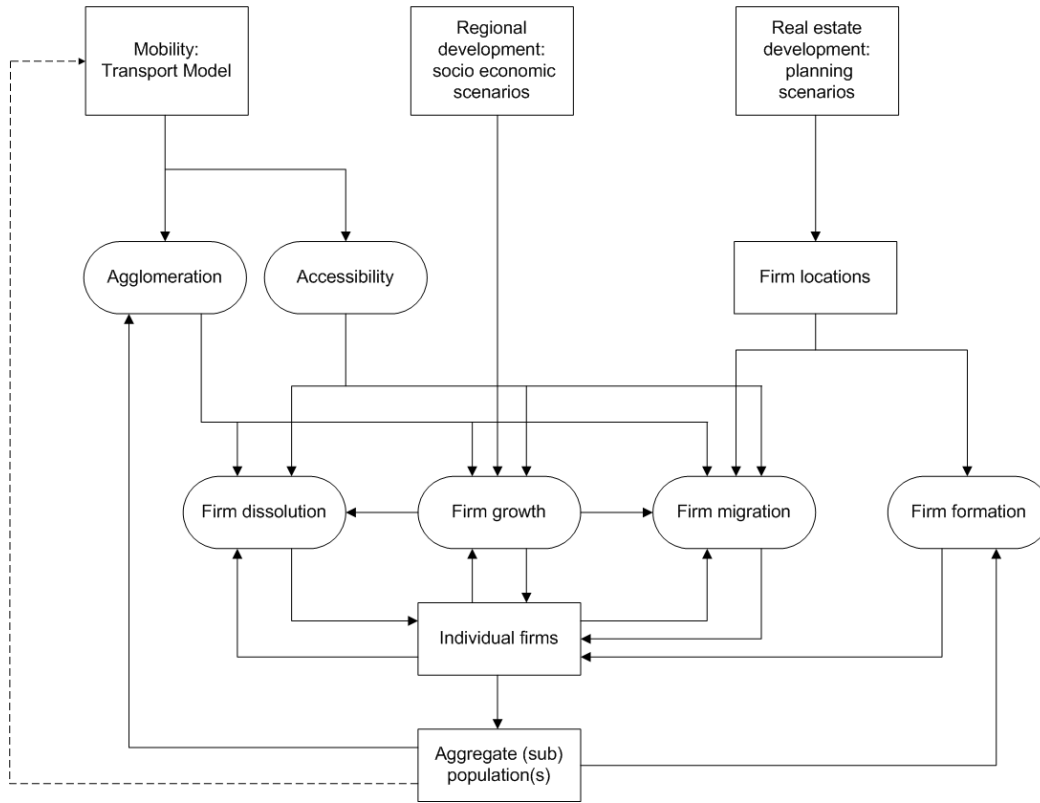 Mobility:
Transport Model
Regional
development:
socio economic
scenarios
Real estate
development:
planning
scenarios
Agglomeration
Accessibility
Firm locations
Firm dissolution
Firm growth
Firm migration
Firm formation
Individual firms
Aggregate (sub)
population(s)